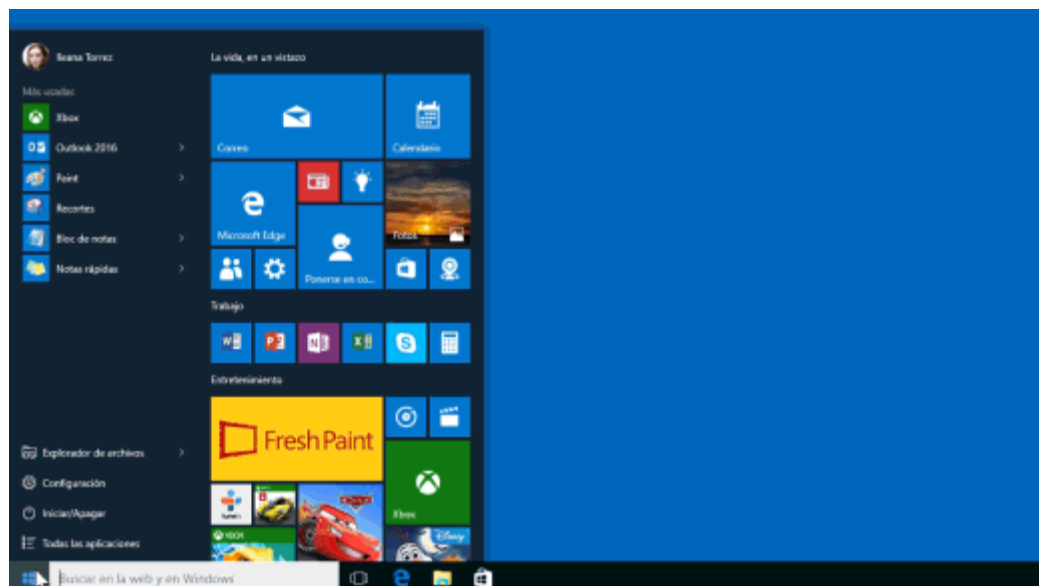 Ileana Torrez
Más usadas
Xbox
Outlook 2016
Paint
Recortes
Bloc de notas
Notas rápidas
Explorador de archivos
Configuración
Iniciar/Apagar
Todas las aplicaciones
La vida, en un vistazo
Correo
Calendario
Microsoft Edge
Ponerse en co...
Fotos
Trabajo
Entretenimiento
Fresh Paint
Xbox
XBOX
Disney
Buscar en la web y en Windows